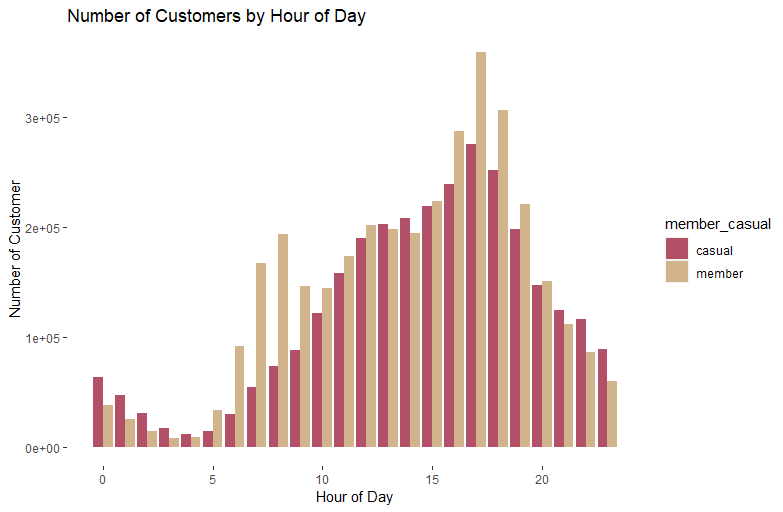 Number of Customers by Hour of Day
Number of Customer
3e+05
2e+05
1e+05
0e+00
0 5 10 15 20
Hour of Day
member_casual
casual
member